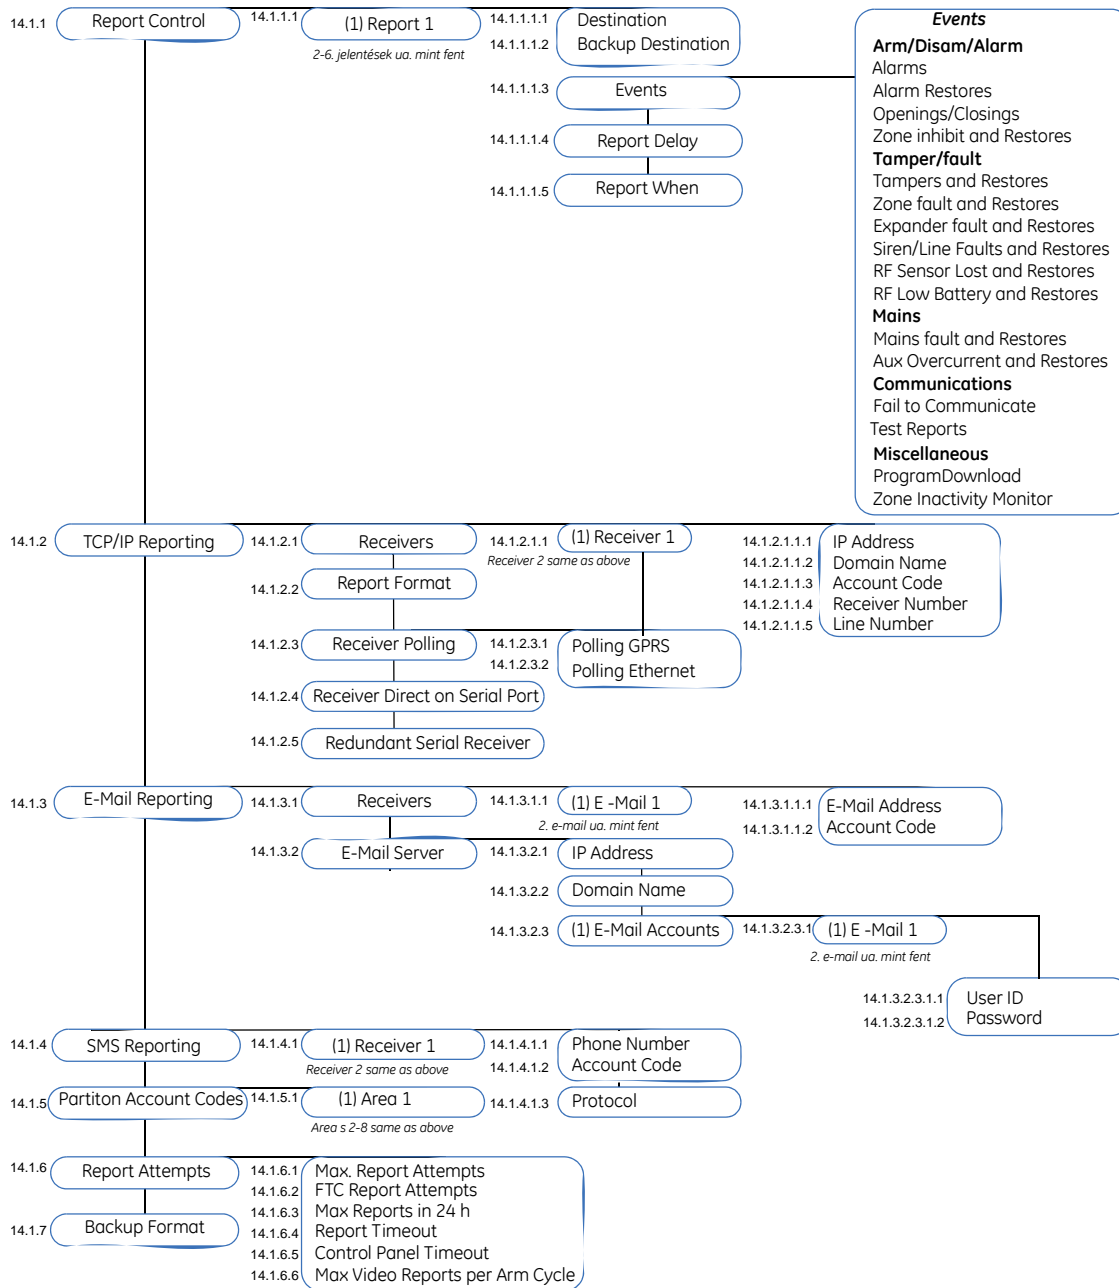 14.1.1 Report Control
14.1.1.1 (1) Report 1
2-6. jelentések ua. mint fent
14.1.1.1.1 Destination
14.1.1.1.2 Backup Destination
14.1.1.1.3 Events
14.1.1.1.4 Report Delay
14.1.1.1.5 Report When
Events
Arm/Disam/Alarm
Alarms
Alarm Restores
Openings/Closings
Zone inhibit and Restores
Tamper/fault
Tampers and Restores
Zone fault and Restores
Expander fault and Restores
Siren/Line Faults and Restores
RF Sensor Lost and Restores
RF Low Battery and Restores
Mains
Mains fault and Restores
Aux Overcurrent and Restores
Communications
Fail to Communicate
Test Reports
Miscellaneous
ProgramDownload
Zone Inactivity Monitor
14.1.2 TCP/IP Reporting
14.1.2.1 Receivers
14.1.2.2 Report Format
14.1.2.3 Receiver Polling
14.1.2.4 Receiver Direct on Serial Port
14.1.2.5 Redundant Serial Receiver
14.1.2.1.1 (1) Receiver 1
Receiver 2 same as above
14.1.2.3.1 Polling GPRS
14.1.2.3.2 Polling Ethernet
14.1.2.1.1.1 IP Address
14.1.2.1.1.2 Domain Name
14.1.2.1.1.3 Account Code
14.1.2.1.1.4 Receiver Number
14.1.2.1.1.5 Line Number
14.1.3 E-Mail Reporting
14.1.3.1 Receivers
14.1.3.2 E-Mail Server
14.1.3.1.1 (1) E -Mail 1
2. e-mail ua. mint fent
14.1.3.1.1.1 E-Mail Address
14.1.3.1.1.2 Account Code
14.1.3.2.1 IP Address
14.1.3.2.2 Domain Name
14.1.3.2.3 (1) E-Mail Accounts
14.1.3.2.3.1 (1) E -Mail 1
2. e-mail ua. mint fent
14.1.3.2.3.1.1 User ID
14.1.3.2.3.1.2 Password
14.1.4 SMS Reporting
14.1.4.1 (1) Receiver 1
Receiver 2 same as above
14.1.4.1.1 Phone Number
14.1.4.1.2 Account Code
14.1.4.1.3 Protocol
14.1.5 Partiton Account Codes
14.1.5.1 (1) Area 1
Area s 2-8 same as above
14.1.6 Report Attempts
14.1.6.1 Max. Report Attempts
14.1.6.2 FTC Report Attempts
14.1.6.3 Max Reports in 24 h
14.1.6.4 Report Timeout
14.1.6.5 Control Panel Timeout
14.1.6.6 Max Video Reports per Arm Cycle
14.1.7 Backup Format